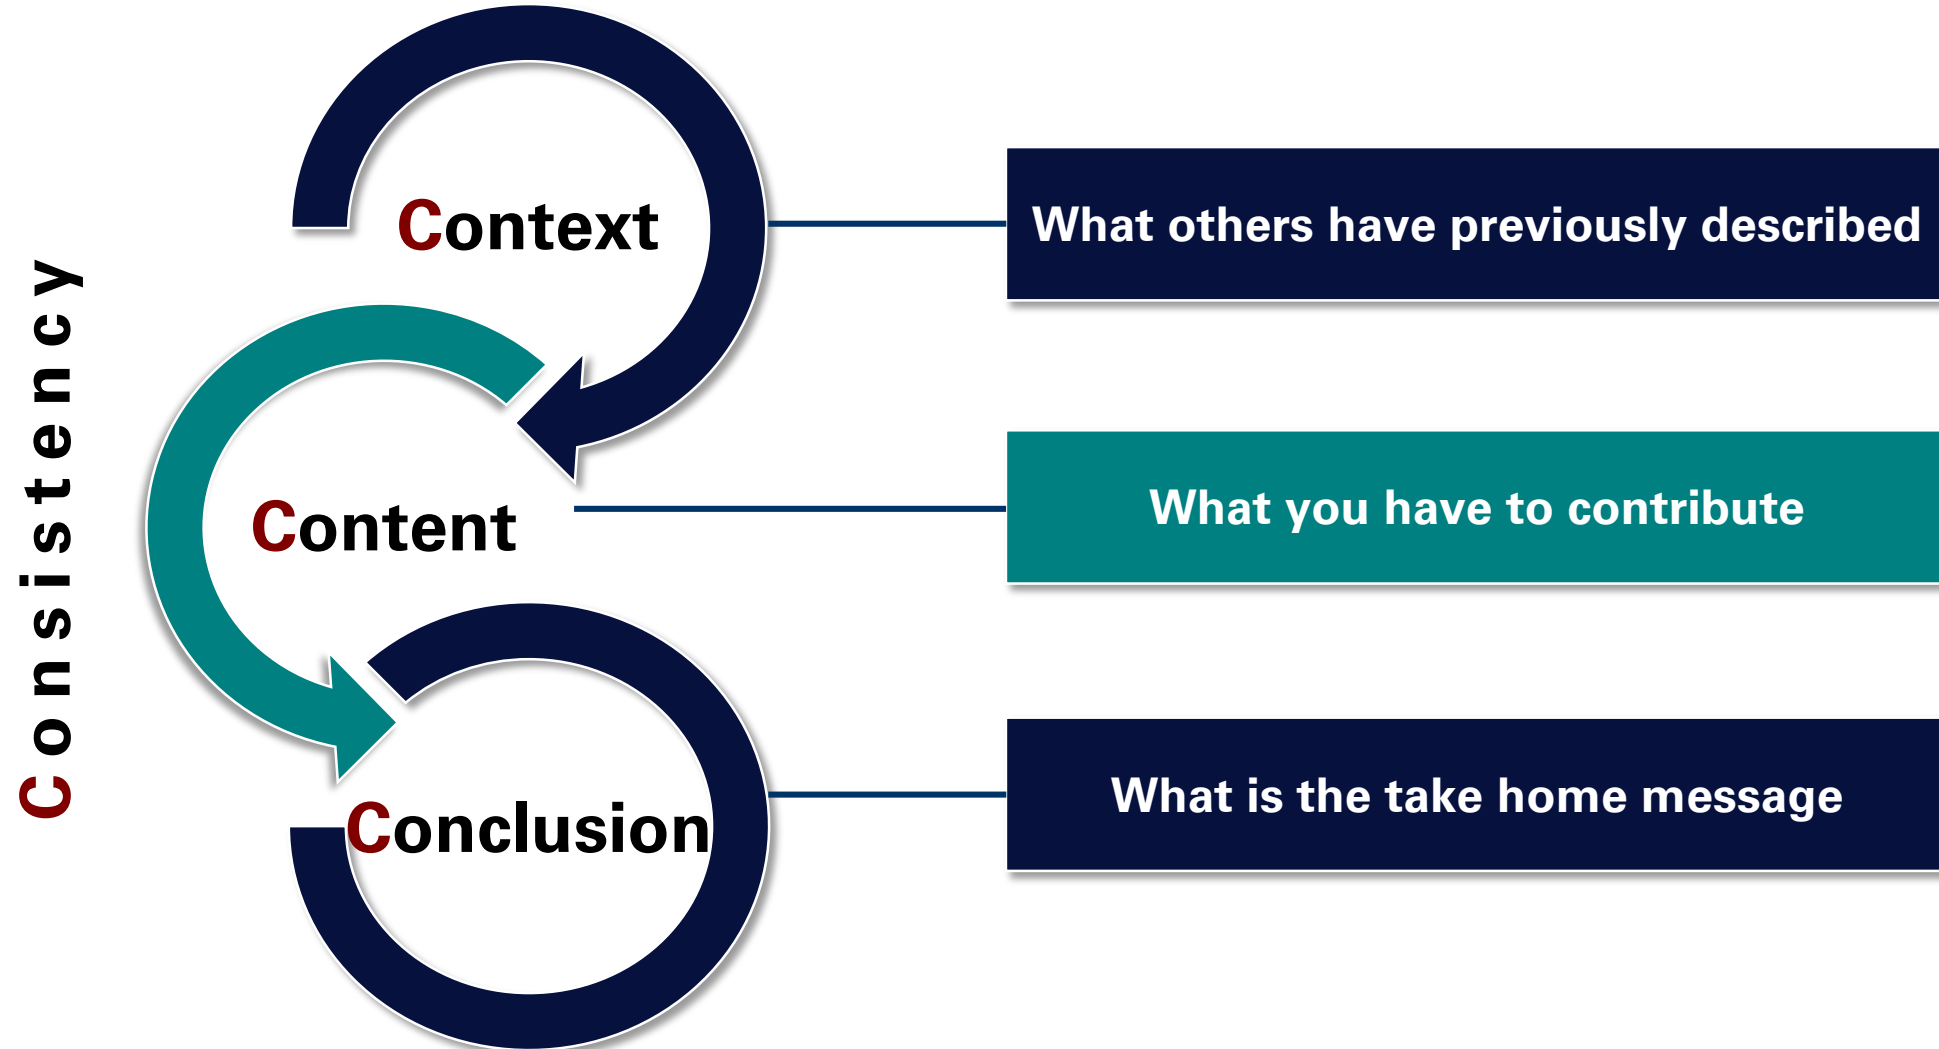 Consistency
Context
What others have previously described
Content
What you have to contribute
Conclusion
What is the take home message